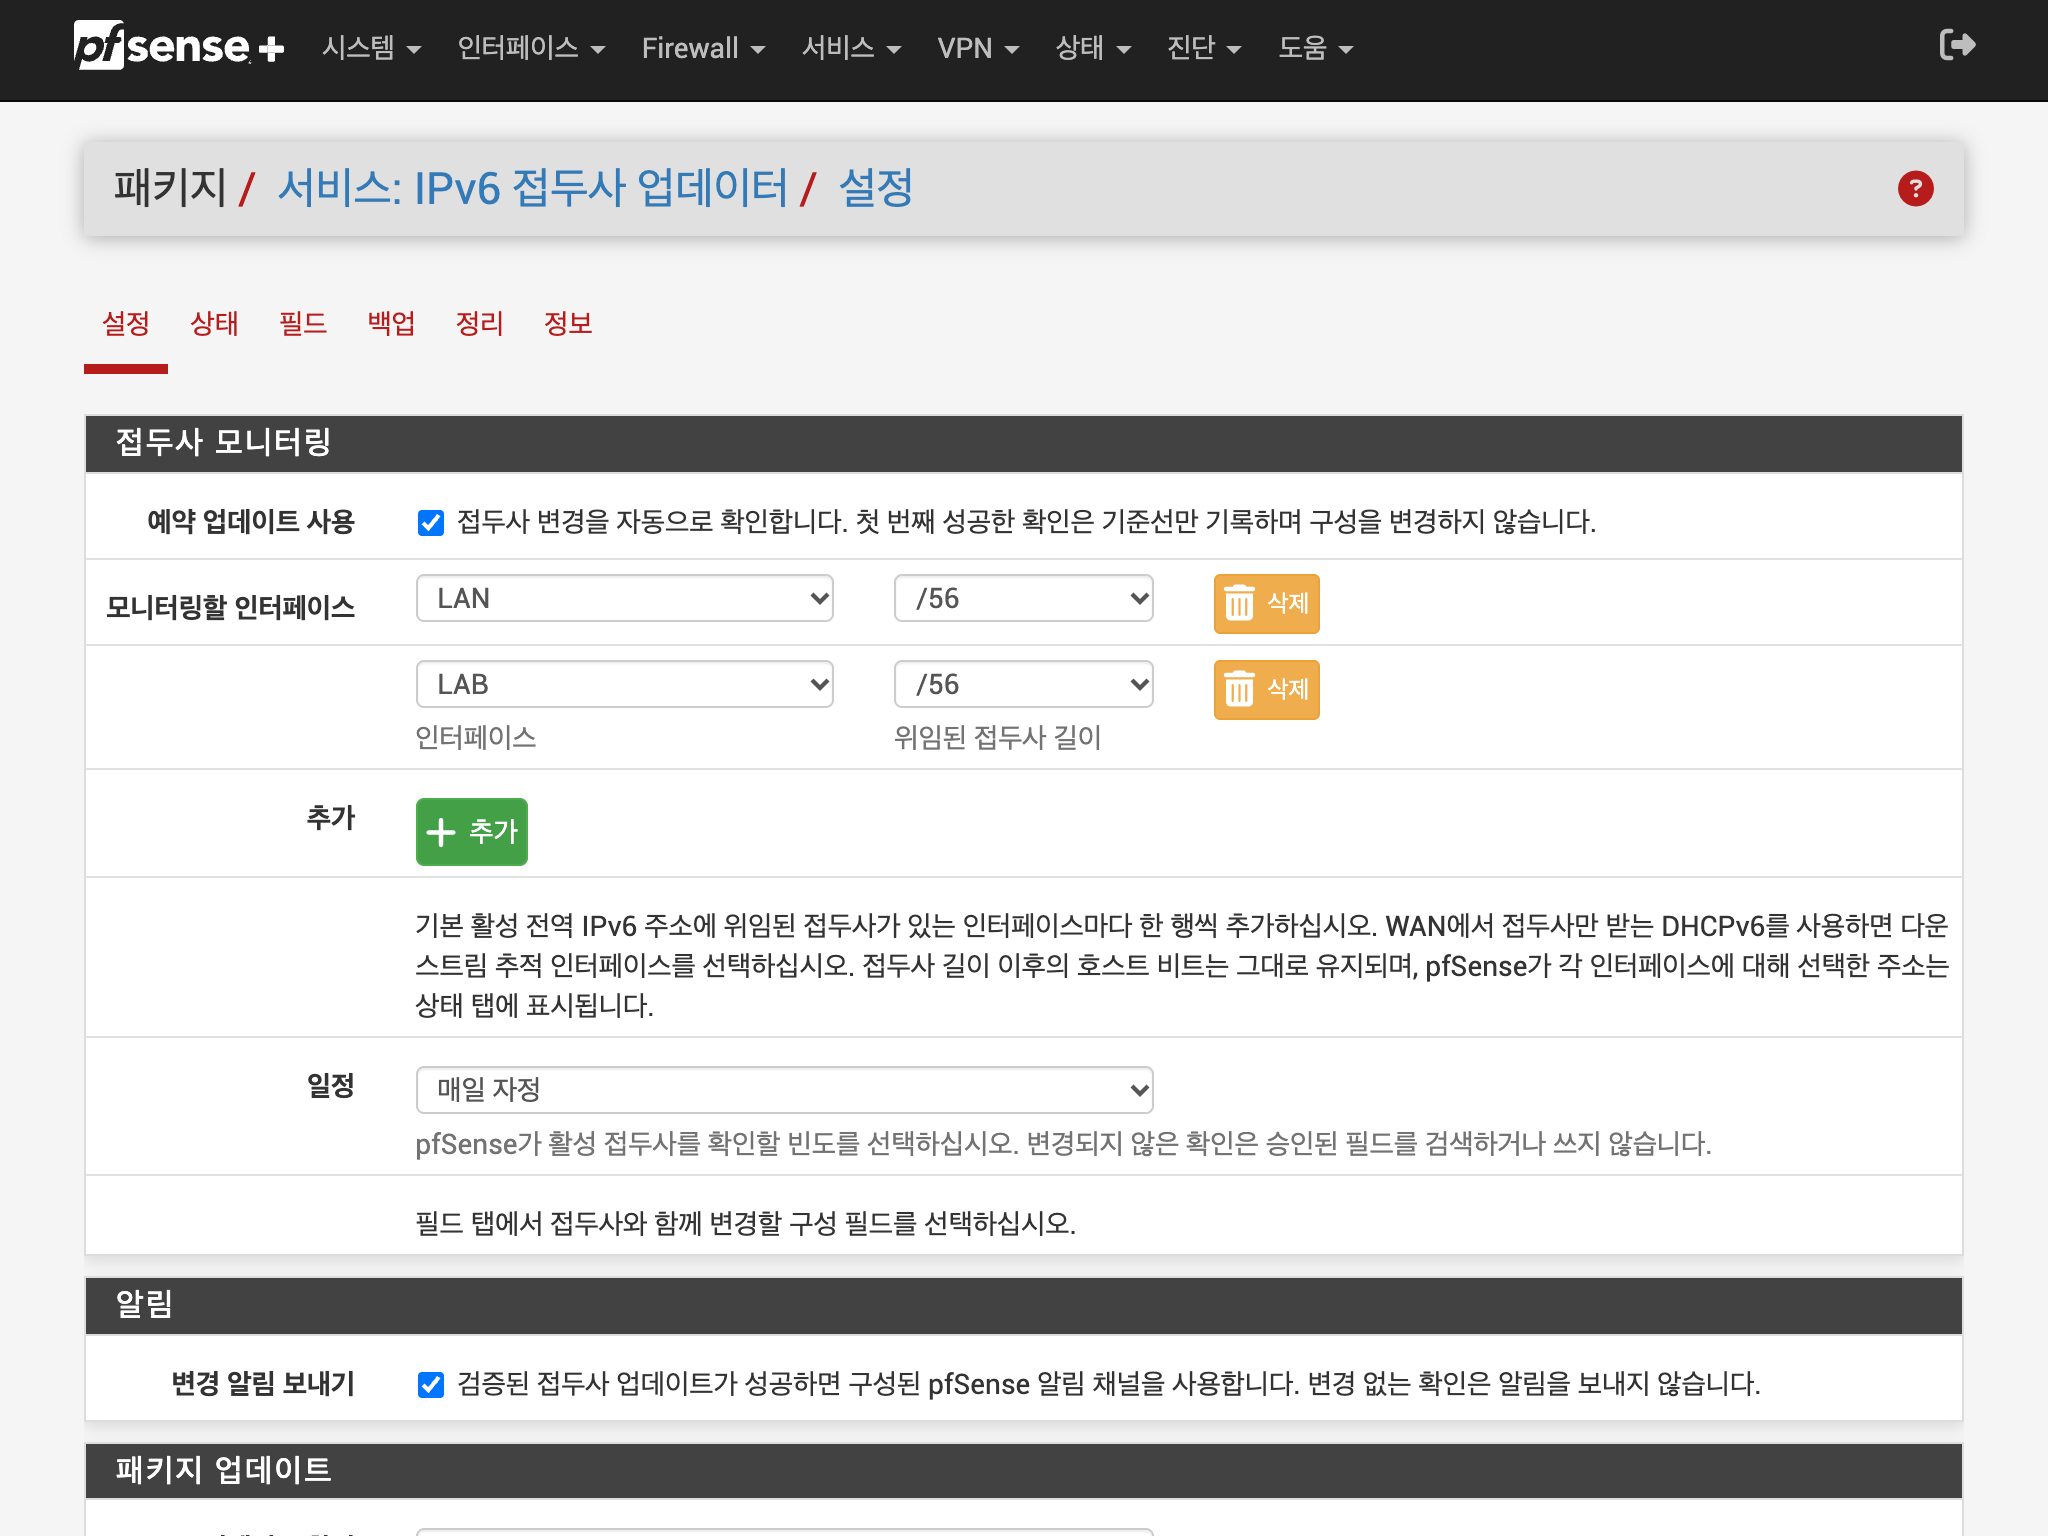 pfsense+ 시스템 인터페이스 Firewall 서비스 VPN 상태 진단 도움
패키지 / 서비스: IPv6 접두사 업데이터 / 설정
설정 상태 필드 백업 정리 정보
접두사 모니터링
예약 업데이트 사용 접두사 변경을 자동으로 확인합니다. 첫 번째 성공한 확인은 기준선만 기록하며 구성을 변경하지 않습니다.
모니터링할 인터페이스 LAN /56 삭제
LAB /56 삭제
인터페이스 위임된 접두사 길이
추가 추가
기본 활성 전역 IPv6 주소에 위임된 접두사가 있는 인터페이스마다 한 행씩 추가하십시오. WAN에서 접두사만 받는 DHCPv6를 사용하면 다운
스트림 추적 인터페이스를 선택하십시오. 접두사 길이 이후의 호스트 비트는 그대로 유지되며, pfSense가 각 인터페이스에 대해 선택한 주소는
상태 탭에 표시됩니다.
일정 매일 자정
pfSense가 활성 접두사를 확인할 빈도를 선택하십시오. 변경되지 않은 확인은 승인된 필드를 검색하거나 쓰지 않습니다.
필드 탭에서 접두사와 함께 변경할 구성 필드를 선택하십시오.
알림
변경 알림 보내기 검증된 접두사 업데이트가 성공하면 구성된 pfSense 알림 채널을 사용합니다. 변경 없는 확인은 알림을 보내지 않습니다.
패키지 업데이트